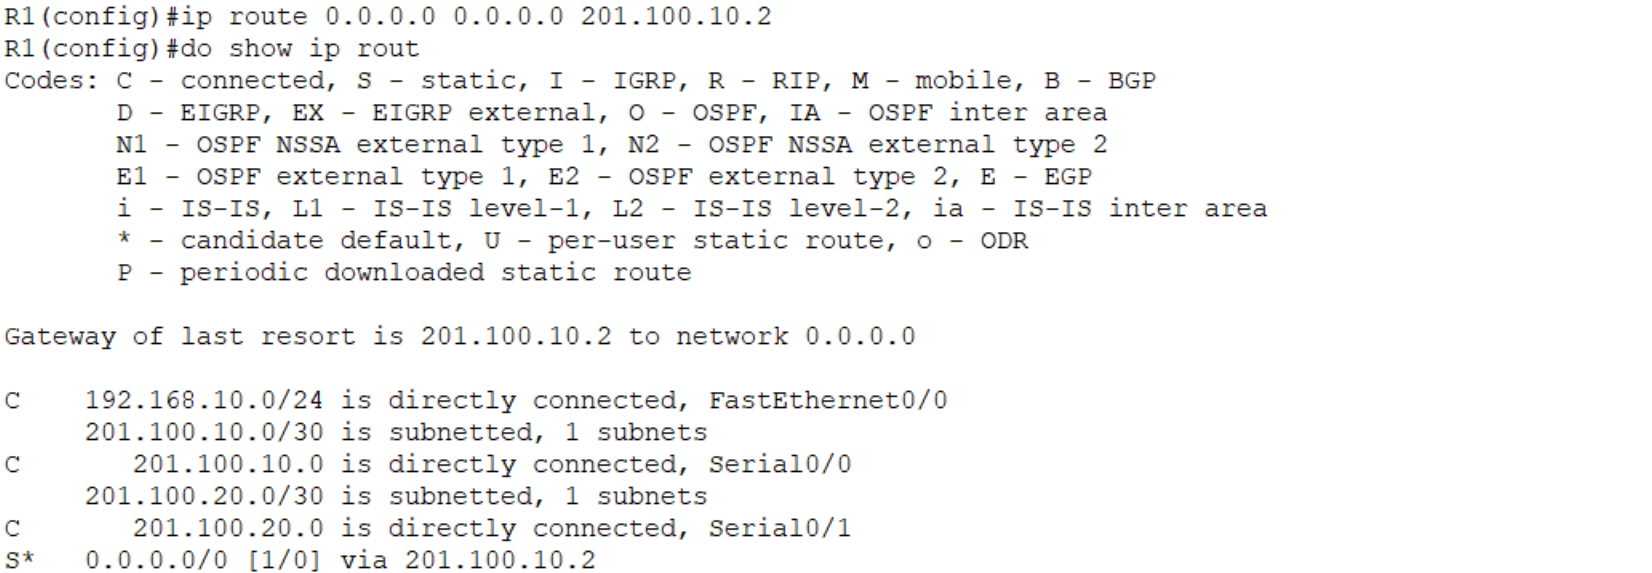 R1(config)#ip route 0.0.0.0 0.0.0.0 201.100.10.2
R1(config)#do show ip rout
Codes: C - connected, S - static, I - IGRP, R - RIP, M - mobile, B - BGP
       D - EIGRP, EX - EIGRP external, O - OSPF, IA - OSPF inter area
       N1 - OSPF NSSA external type 1, N2 - OSPF NSSA external type 2
       E1 - OSPF external type 1, E2 - OSPF external type 2, E - EGP
       i - IS-IS, L1 - IS-IS level-1, L2 - IS-IS level-2, ia - IS-IS inter area
       * - candidate default, U - per-user static route, o - ODR
       P - periodic downloaded static route

Gateway of last resort is 201.100.10.2 to network 0.0.0.0

C    192.168.10.0/24 is directly connected, FastEthernet0/0
     201.100.10.0/30 is subnetted, 1 subnets
C       201.100.10.0 is directly connected, Serial0/0
     201.100.20.0/30 is subnetted, 1 subnets
C       201.100.20.0 is directly connected, Serial0/1
S*   0.0.0.0/0 [1/0] via 201.100.10.2